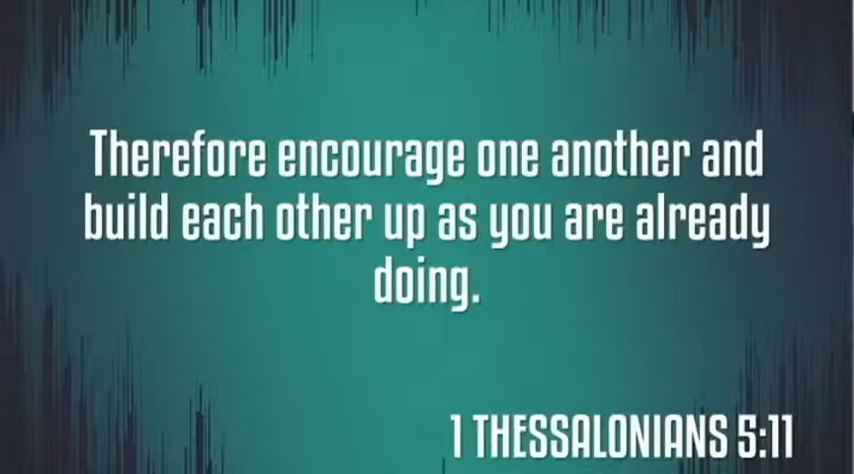 Therefore encourage one another and
build each other up as you are already
doing.
1 THESSALONIANS 5:11